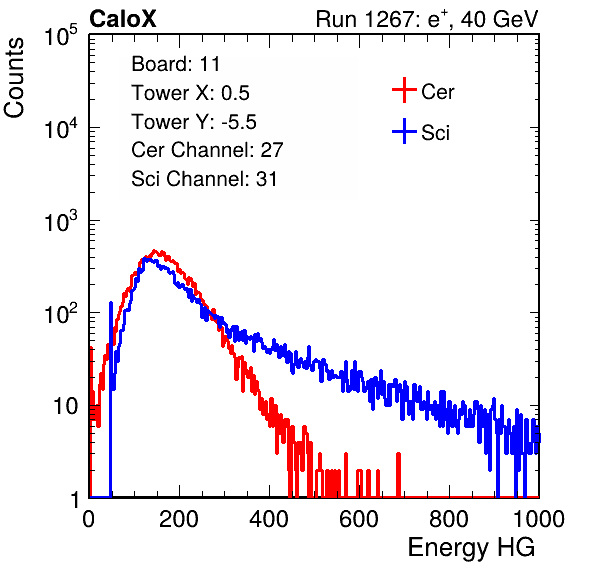 CaloX Run 1267: e⁺, 40 GeV
Counts
10⁵
10⁴
10³
10²
10
1
Board: 11
Tower X: 0.5
Tower Y: -5.5
Cer Channel: 27
Sci Channel: 31
Cer
Sci
0 200 400 600 800 1000
Energy HG